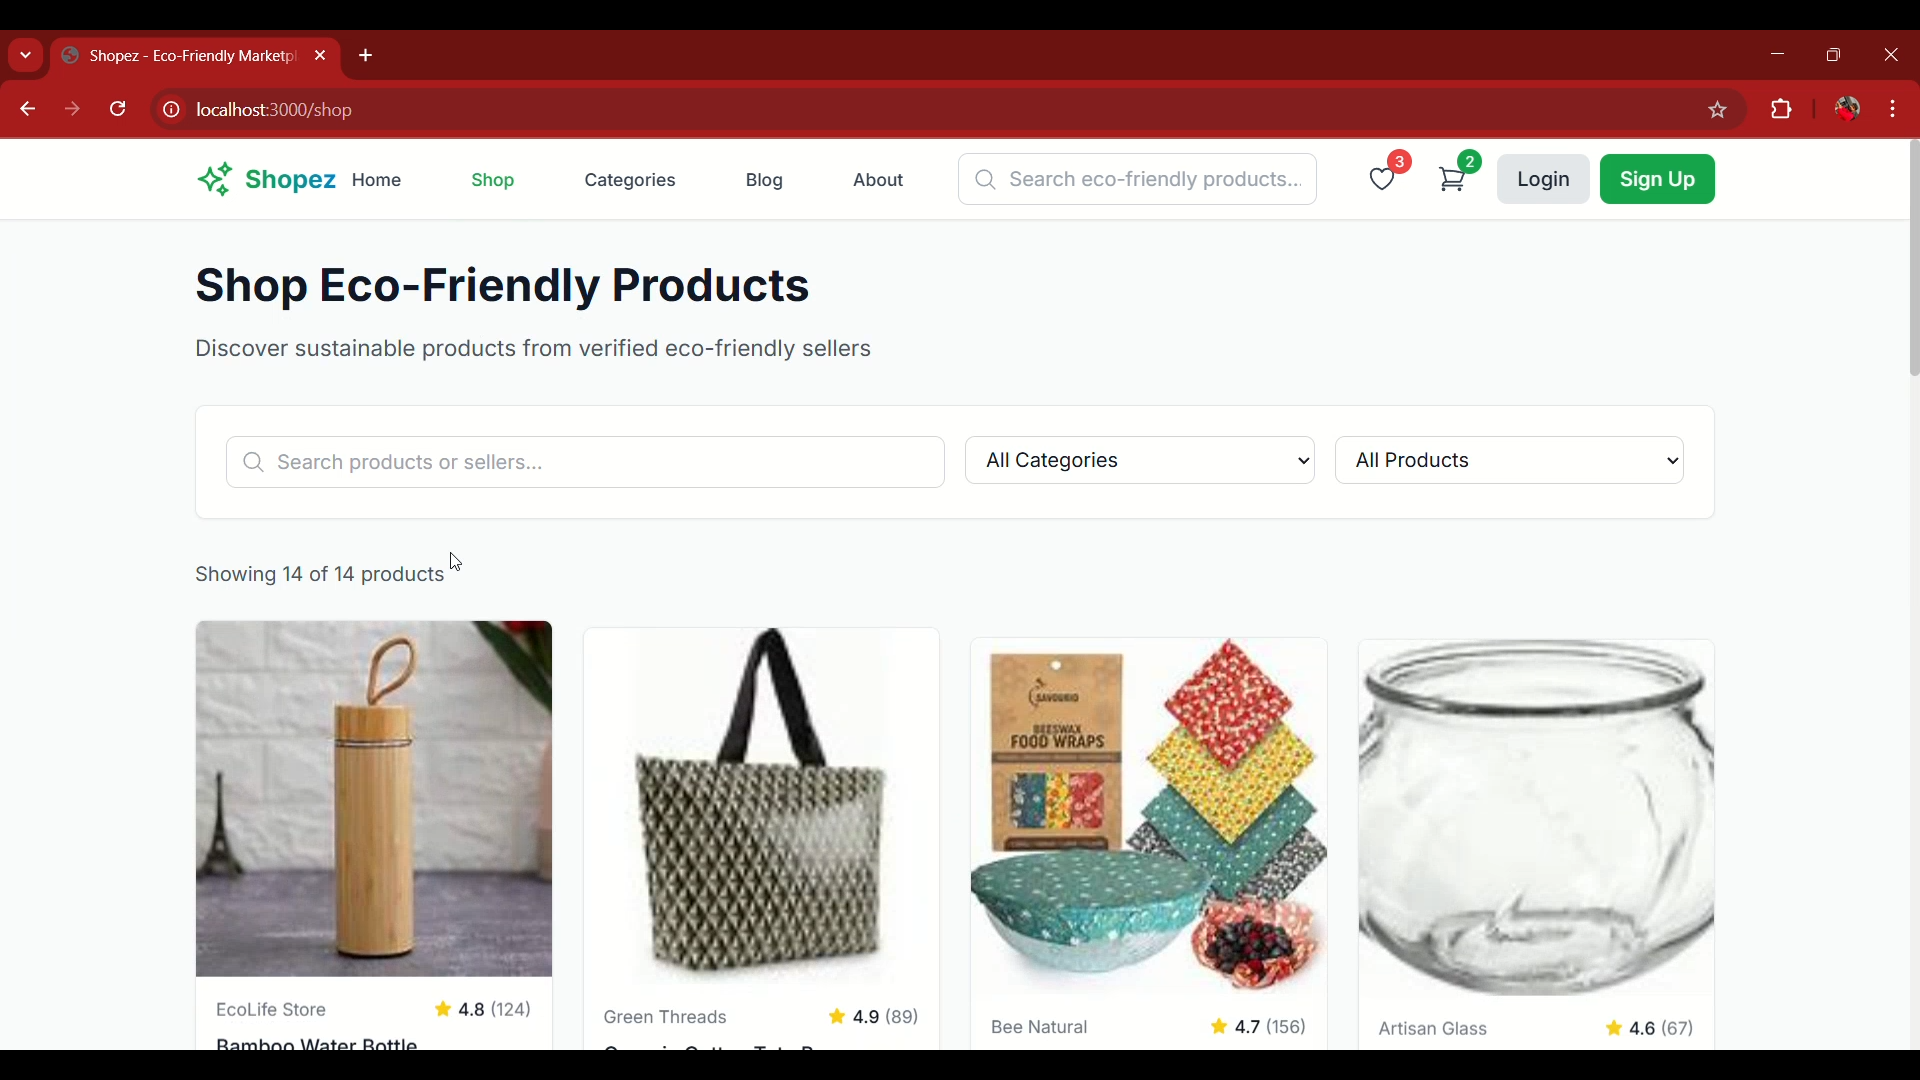 Shopez - Eco-Friendly Marketpl
localhost:3000/shop
Shopez Home Shop Categories Blog About Search eco-friendly products... 3 2 Login Sign Up
Shop Eco-Friendly Products
Discover sustainable products from verified eco-friendly sellers
Search products or sellers... All Categories All Products
Showing 14 of 14 products
SAVOURIO
BEESWAX
FOOD WRAPS
EcoLife Store 4.8 (124)
Green Threads 4.9 (89)
Bee Natural 4.7 (156)
Artisan Glass 4.6 (67)
Bamboo Water Bottle